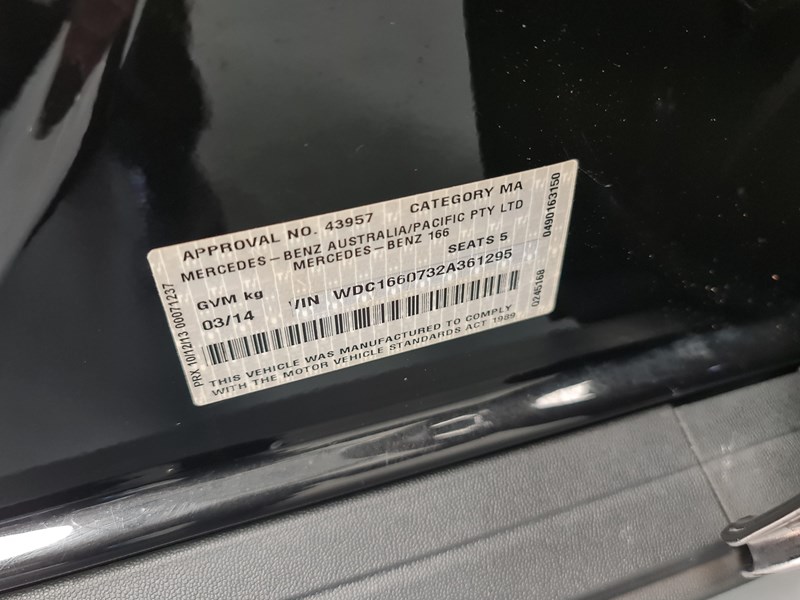 APPROVAL NO. 43957 CATEGORY MA
MERCEDES-BENZ AUSTRALIA/PACIFIC PTY LTD
MERCEDES-BENZ 166
GVM kg SEATS 5
03/14 VIN WDC1660732A361295
THIS VEHICLE WAS MANUFACTURED TO COMPLY
WITH THE MOTOR VEHICLE STANDARDS ACT 1989
PRX 10/12/13 00071237
0245168
0490163150